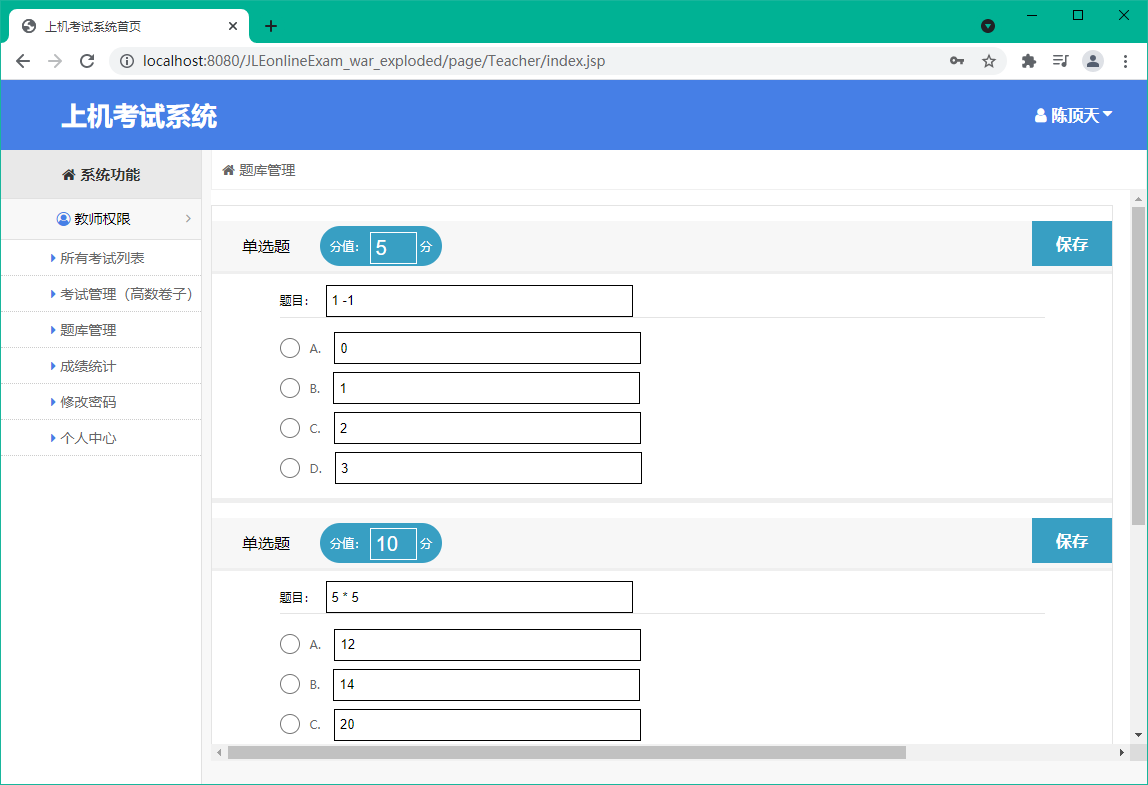 上机考试系统首页
localhost:8080/JLEonlineExam_war_exploded/page/Teacher/index.jsp
上机考试系统
陈顶天
系统功能
教师权限
所有考试列表
考试管理（高数卷子）
题库管理
成绩统计
修改密码
个人中心
题库管理
单选题 分值： 5 分 保存
题目： 1 -1
A. 0
B. 1
C. 2
D. 3
单选题 分值： 10 分 保存
题目： 5 * 5
A. 12
B. 14
C. 20